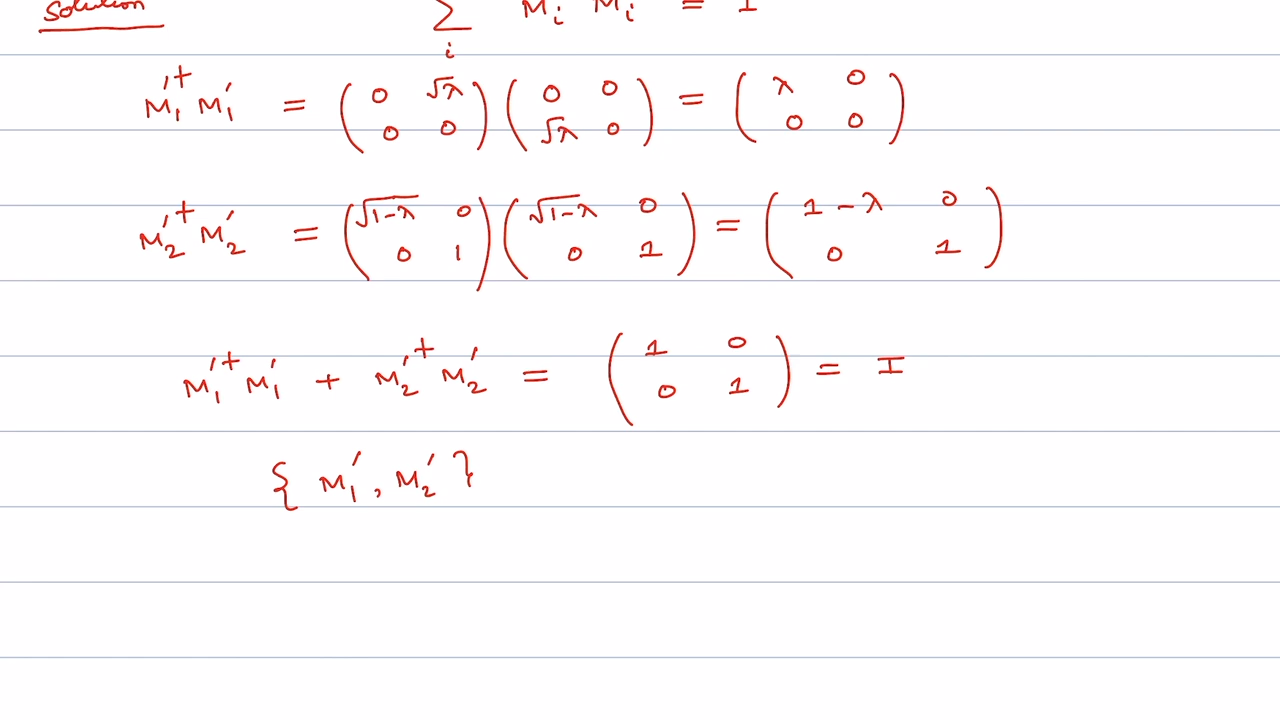 Solution
∑ᵢ Mᵢ Mᵢ = I
M₁′† M₁′ = ( 0 √λ ; 0 0 ) ( 0 0 ; √λ 0 ) = ( λ 0 ; 0 0 )
M₂′† M₂′ = ( √1-λ 0 ; 0 1 ) ( √1-λ 0 ; 0 1 ) = ( 1-λ 0 ; 0 1 )
M₁′† M₁′ + M₂′† M₂′ = ( 1 0 ; 0 1 ) = I
{ M₁′, M₂′ }